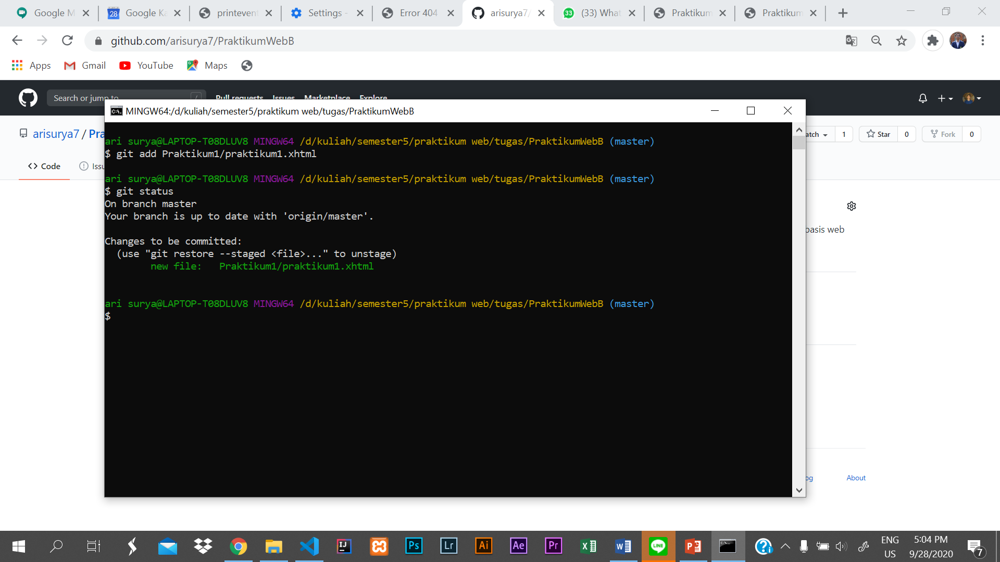 Google M
Google Ka
printevent
Settings -
Error 404
arisurya7/
(33) What
Praktikum
Praktikum
github.com/arisurya7/PraktikumWebB
Apps
Gmail
YouTube
Maps
Search or jump to
/
Pull requests
Issues
Marketplace
Explore
MINGW64:/d/kuliah/semester5/praktikum web/tugas/PraktikumWebB
arisurya7 / Pra
atch
1
Star
0
Fork
0
Code
Issu
ari surya@LAPTOP-T08DLUV8 MINGW64 /d/kuliah/semester5/praktikum web/tugas/PraktikumWebB (master)
$ git add Praktikum1/praktikum1.xhtml
ari surya@LAPTOP-T08DLUV8 MINGW64 /d/kuliah/semester5/praktikum web/tugas/PraktikumWebB (master)
$ git status
On branch master
Your branch is up to date with 'origin/master'.
Changes to be committed:
(use "git restore --staged <file>..." to unstage)
new file:   Praktikum1/praktikum1.xhtml
ari surya@LAPTOP-T08DLUV8 MINGW64 /d/kuliah/semester5/praktikum web/tugas/PraktikumWebB (master)
$
basis web
og
About
ENG
US
5:04 PM
9/28/2020
7